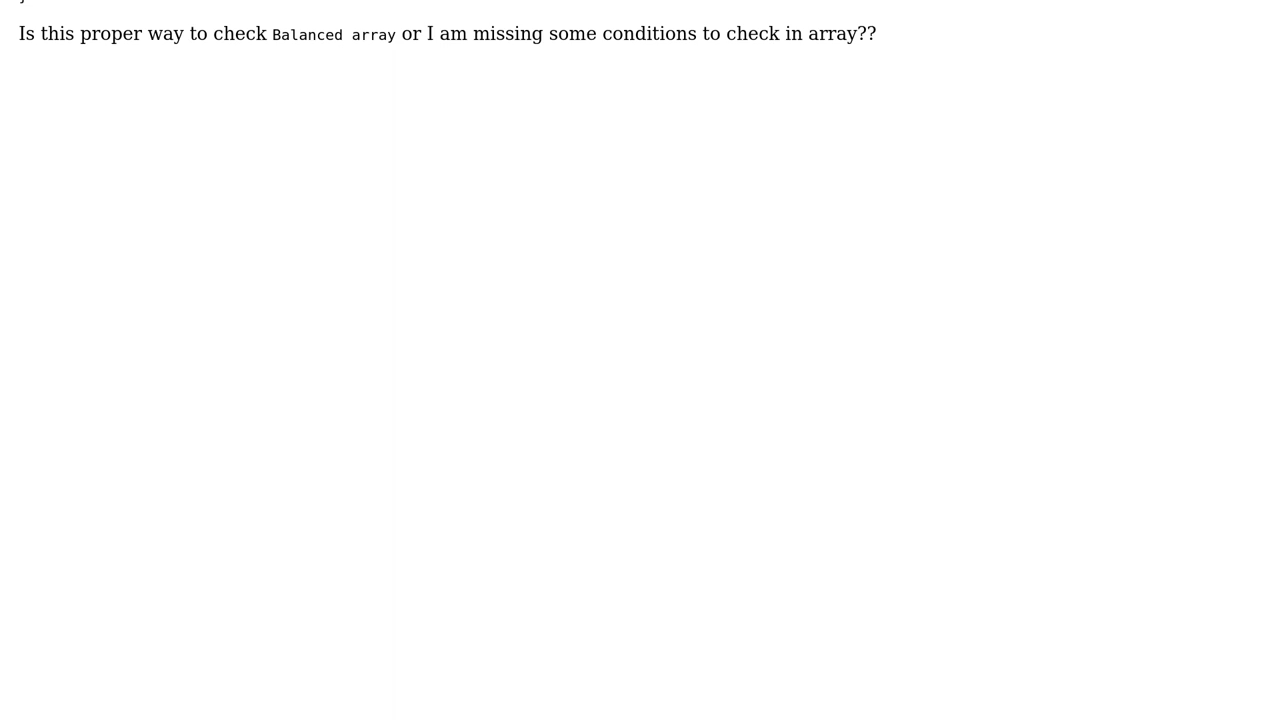 Is this proper way to check Balanced array or I am missing some conditions to check in array??